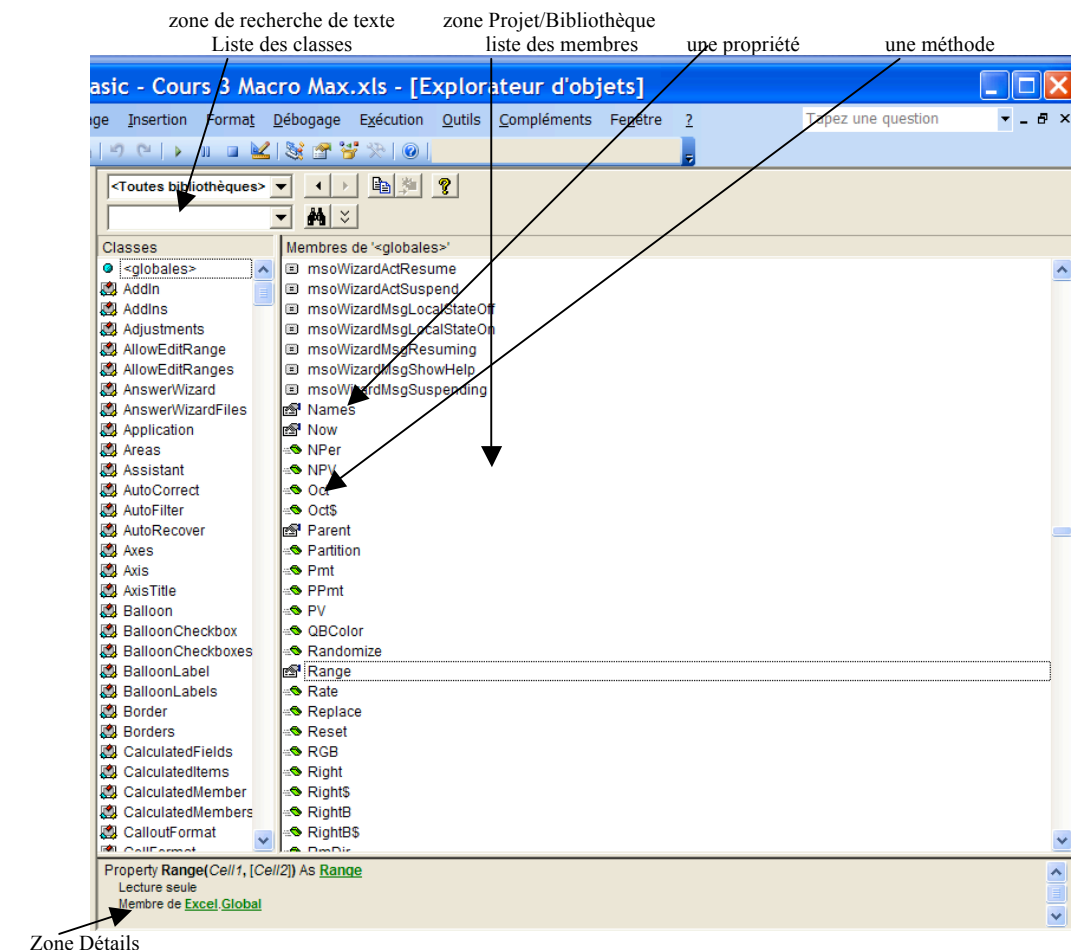 zone de recherche de texte zone Projet/Bibliothèque
Liste des classes liste des membres une propriété une méthode
asic - Cours 3 Macro Max.xls - [Explorateur d'objets]
age Insertion Format Débogage Exécution Outils Compléments Fenêtre ? Tapez une question
<Toutes bibliothèques>
Classes Membres de '<globales>'
<globales> msoWizardActResume
AddIn msoWizardActSuspend
AddIns msoWizardMsgLocalStateOff
Adjustments msoWizardMsgLocalStateOn
AllowEditRange msoWizardMsgResuming
AllowEditRanges msoWizardMsgShowHelp
AnswerWizard msoWizardMsgSuspending
AnswerWizardFiles Names
Application Now
Areas NPer
Assistant NPV
AutoCorrect Oct
AutoFilter Oct$
AutoRecover Parent
Axes Partition
Axis Pmt
AxisTitle PPmt
Balloon PV
BalloonCheckbox QBColor
BalloonCheckboxes Randomize
BalloonLabel Range
BalloonLabels Rate
Border Replace
Borders Reset
CalculatedFields RGB
CalculatedItems Right
CalculatedMember Right$
CalculatedMembers RightB
CalloutFormat RightB$
CellFormat RmDir
Property Range(Cell1, [Cell2]) As Range
Lecture seule
Membre de Excel.Global
Zone Détails